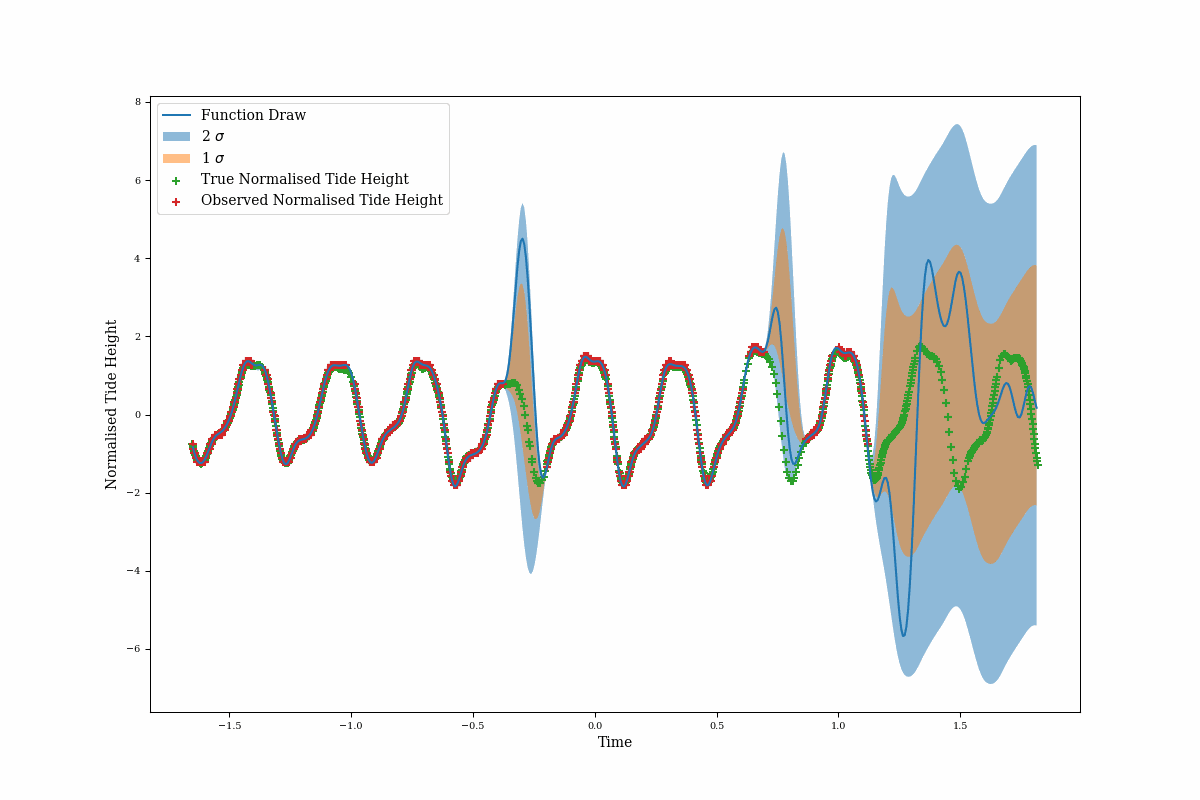 Function Draw
2 σ
1 σ
True Normalised Tide Height
Observed Normalised Tide Height
Normalised Tide Height
8
6
4
2
0
−2
−4
−6
−1.5 −1.0 −0.5 0.0 0.5 1.0 1.5
Time